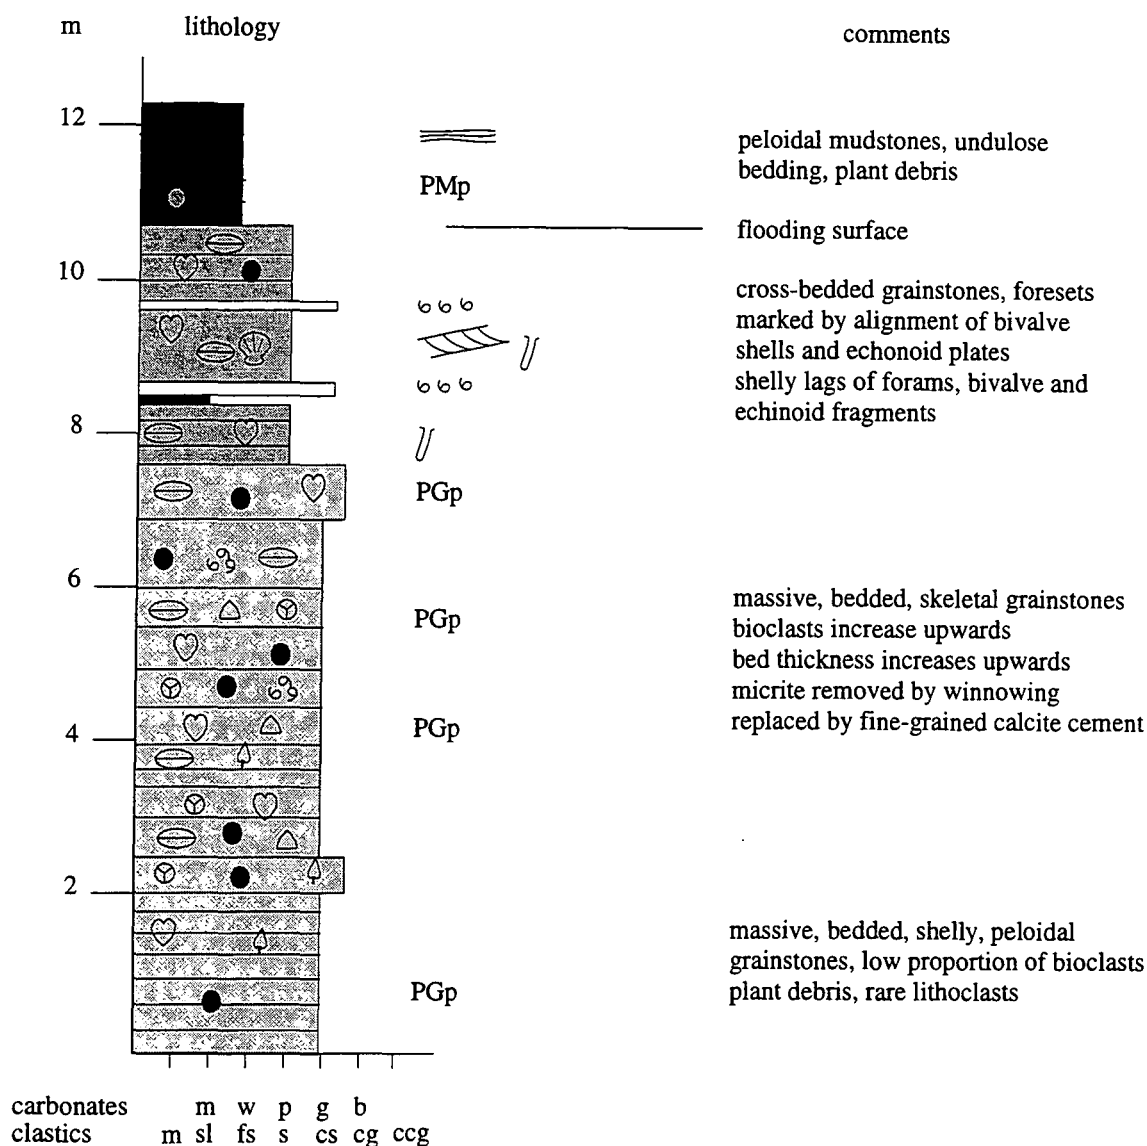 m lithology comments
12
peloidal mudstones, undulose
bedding, plant debris
PMp
flooding surface
10
cross-bedded grainstones, foresets
marked by alignment of bivalve
shells and echonoid plates
shelly lags of forams, bivalve and
echinoid fragments
8
PGp
6
massive, bedded, skeletal grainstones
PGp
bioclasts increase upwards
bed thickness increases upwards
micrite removed by winnowing
4
PGp
replaced by fine-grained calcite cement
2
massive, bedded, shelly, peloidal
grainstones, low proportion of bioclasts
PGp
plant debris, rare lithoclasts
carbonates m w p g b
clastics m sl fs s cs cg ccg